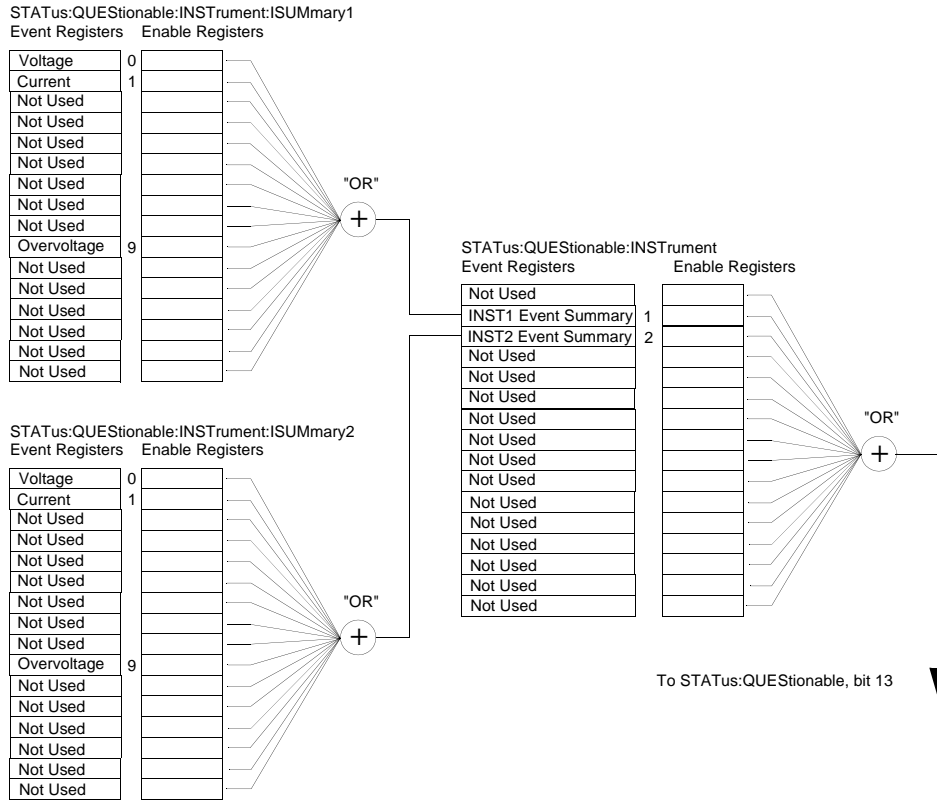 STATus:QUEStionable:INSTrument:ISUMmary1
Event Registers Enable Registers
Voltage 0
Current 1
Not Used
Not Used
Not Used
Not Used
Not Used
Not Used
Not Used
Overvoltage 9
Not Used
Not Used
Not Used
Not Used
Not Used
Not Used
"OR"
+
STATus:QUEStionable:INSTrument:ISUMmary2
Event Registers Enable Registers
Voltage 0
Current 1
Not Used
Not Used
Not Used
Not Used
Not Used
Not Used
Not Used
Overvoltage 9
Not Used
Not Used
Not Used
Not Used
Not Used
Not Used
"OR"
+
STATus:QUEStionable:INSTrument
Event Registers Enable Registers
Not Used
INST1 Event Summary 1
INST2 Event Summary 2
Not Used
Not Used
Not Used
Not Used
Not Used
Not Used
Not Used
Not Used
Not Used
Not Used
Not Used
Not Used
Not Used
"OR"
+
To STATus:QUEStionable, bit 13